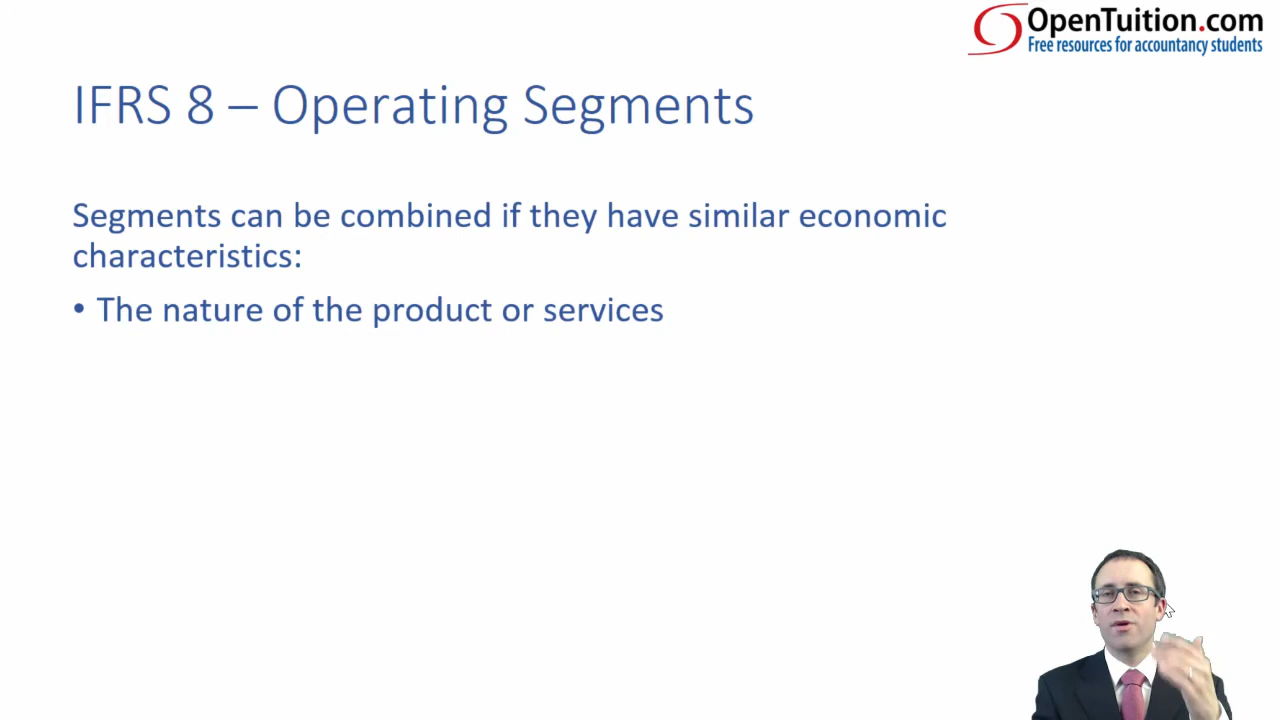 OpenTuition.com
Free resources for accountancy students
IFRS 8 – Operating Segments
Segments can be combined if they have similar economic
characteristics:
• The nature of the product or services